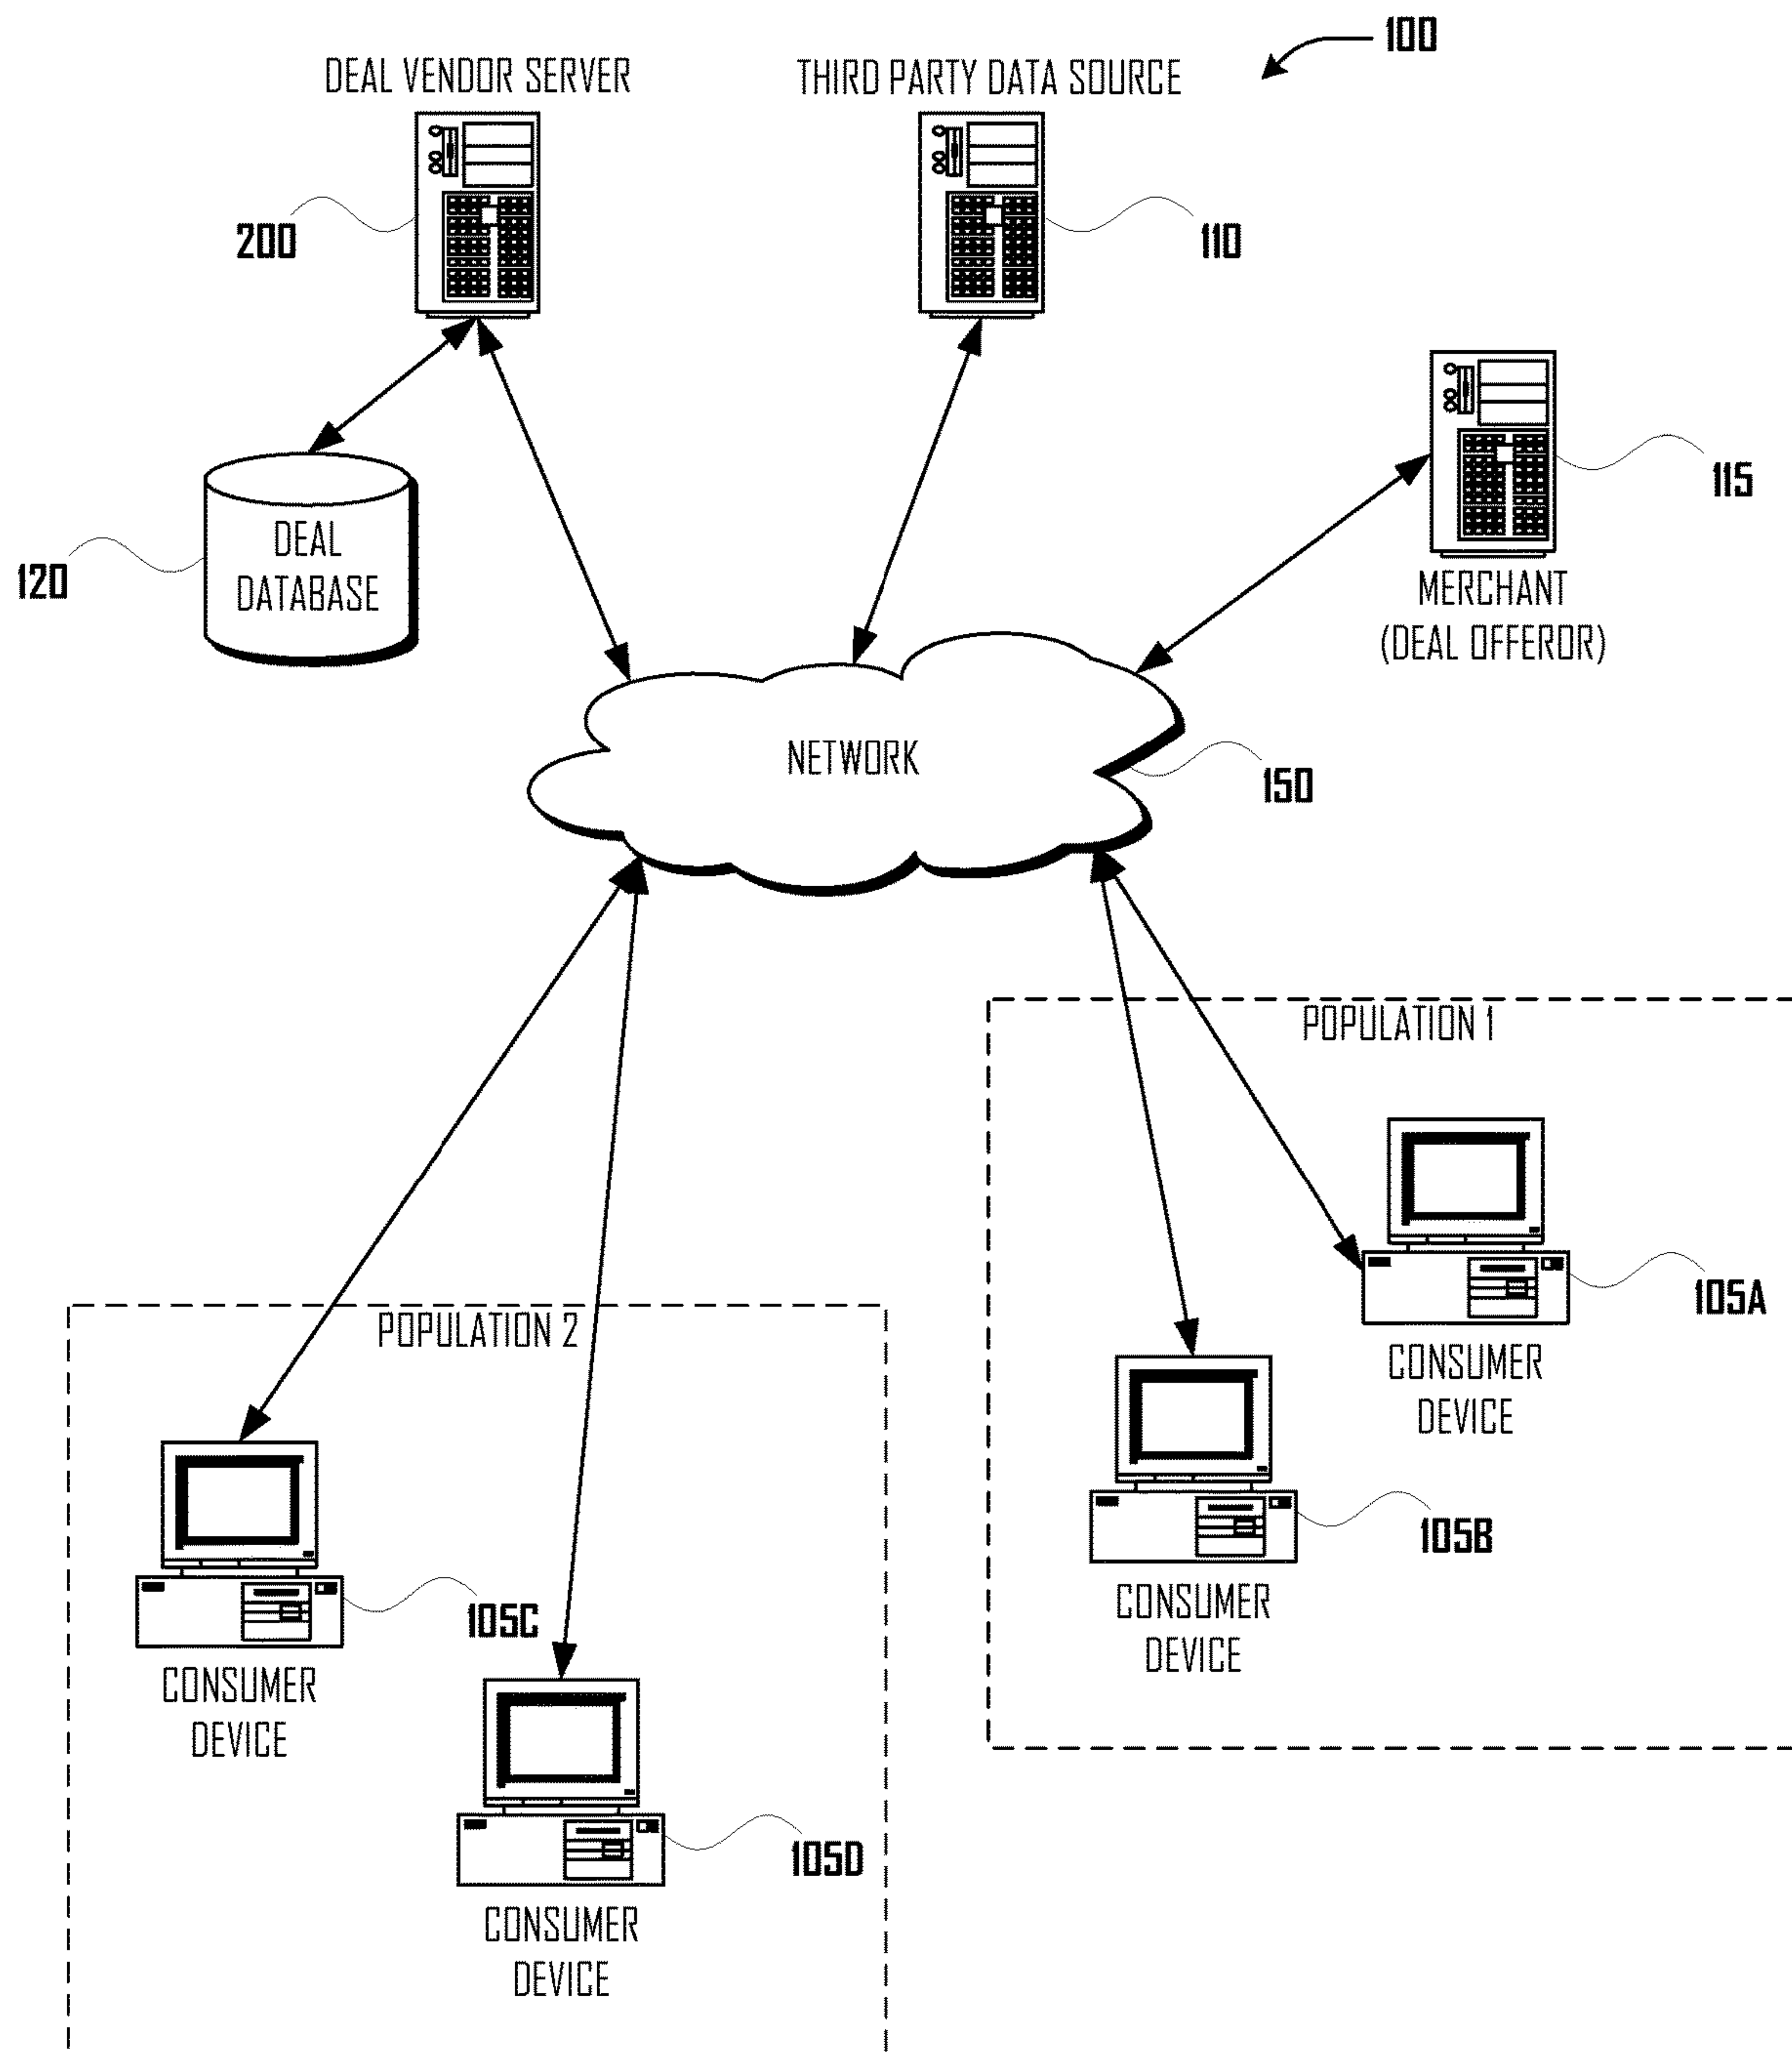 100
DEAL VENDOR SERVER
THIRD PARTY DATA SOURCE
200
110
115
DEAL
DATABASE
120
MERCHANT
(DEAL OFFEROR)
NETWORK
150
POPULATION 1
105A
CONSUMER
DEVICE
105B
CONSUMER
DEVICE
POPULATION 2
105C
CONSUMER
DEVICE
105D
CONSUMER
DEVICE